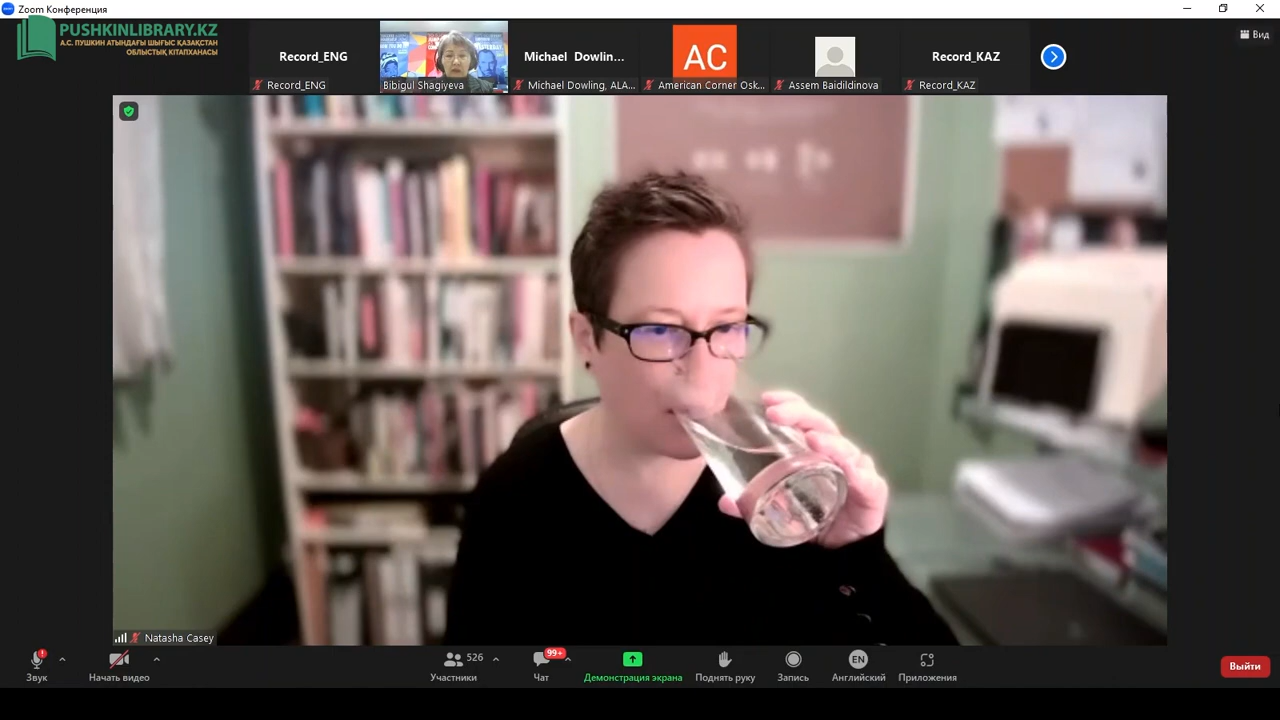 Zoom Конференция
PUSHKINLIBRARY.KZ
А.С. ПУШКИН АТЫНДАҒЫ ШЫҒЫС ҚАЗАҚСТАН
ОБЛЫСТЫҚ КІТАПХАНАСЫ
Record_ENG
Michael Dowlin...
AC
Record_KAZ
Вид
Record_ENG
Bibigul Shagiyeva
Michael Dowling, ALA...
American Corner Osk...
Assem Baidildinova
Record_KAZ
Natasha Casey
526
99+
EN
Звук
Начать видео
Участники
Чат
Демонстрация экрана
Поднять руку
Запись
Английский
Приложения
Выйти